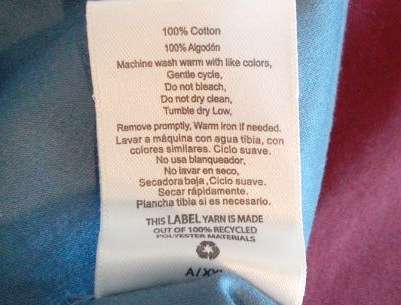 100% Cotton
100% Algodón
Machine wash warm with like colors,
Gentle cycle,
Do not bleach,
Do not dry clean,
Tumble dry Low,
Remove promptly, Warm iron if needed.
Lavar a máquina con agua tibia, con
colores similares. Ciclo suave.
No usa blanqueador,
No lavar en seco,
Secadora baja, Ciclo suave.
Secar rápidamente.
Plancha tibia si es necesario.
THIS LABEL YARN IS MADE
OUT OF 100% RECYCLED
POLYESTER MATERIALS